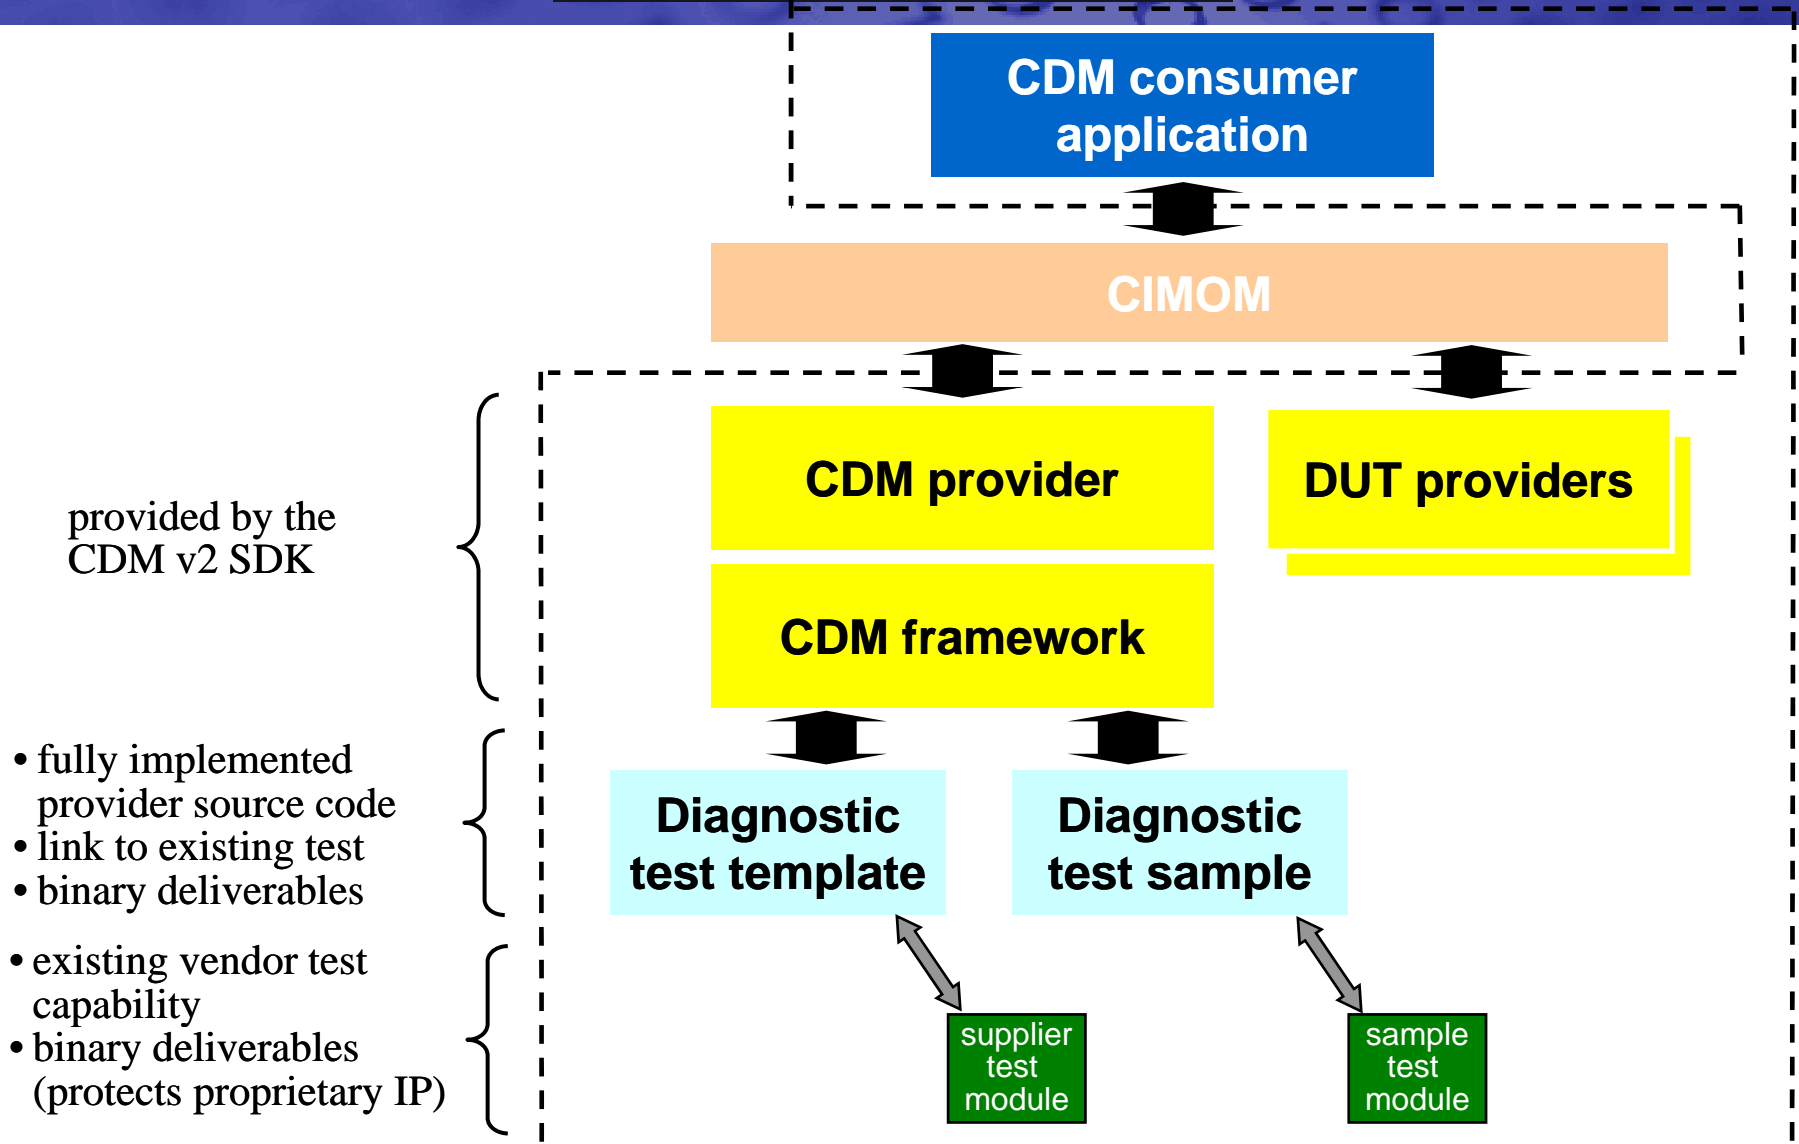 CDM consumer
application
CIMOM
CDM provider
DUT providers
provided by the
CDM v2 SDK
CDM framework
• fully implemented
provider source code
• link to existing test
• binary deliverables
Diagnostic
test template
Diagnostic
test sample
• existing vendor test
capability
• binary deliverables
(protects proprietary IP)
supplier
test
module
sample
test
module